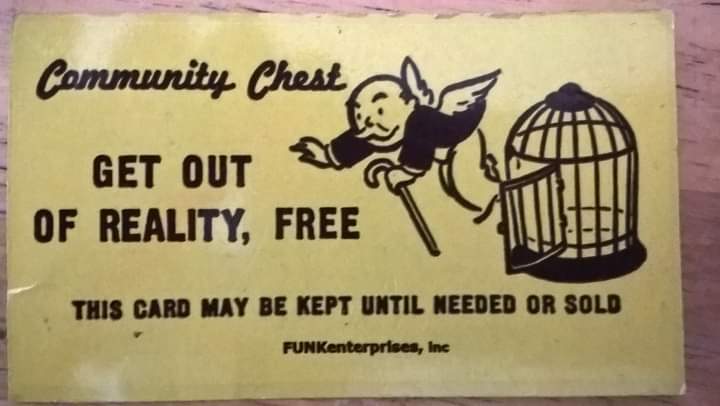 Community Chest
GET OUT
OF REALITY, FREE
THIS CARD MAY BE KEPT UNTIL NEEDED OR SOLD
FUNKenterprises, Inc